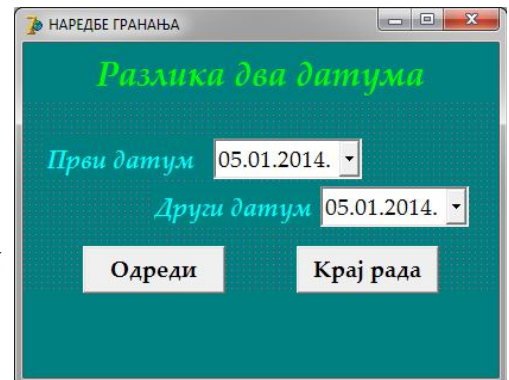 НАРЕДБЕ ГРАНАЊА
Разлика два датума
Први датум 05.01.2014.
Други датум 05.01.2014.
Одреди Крај рада